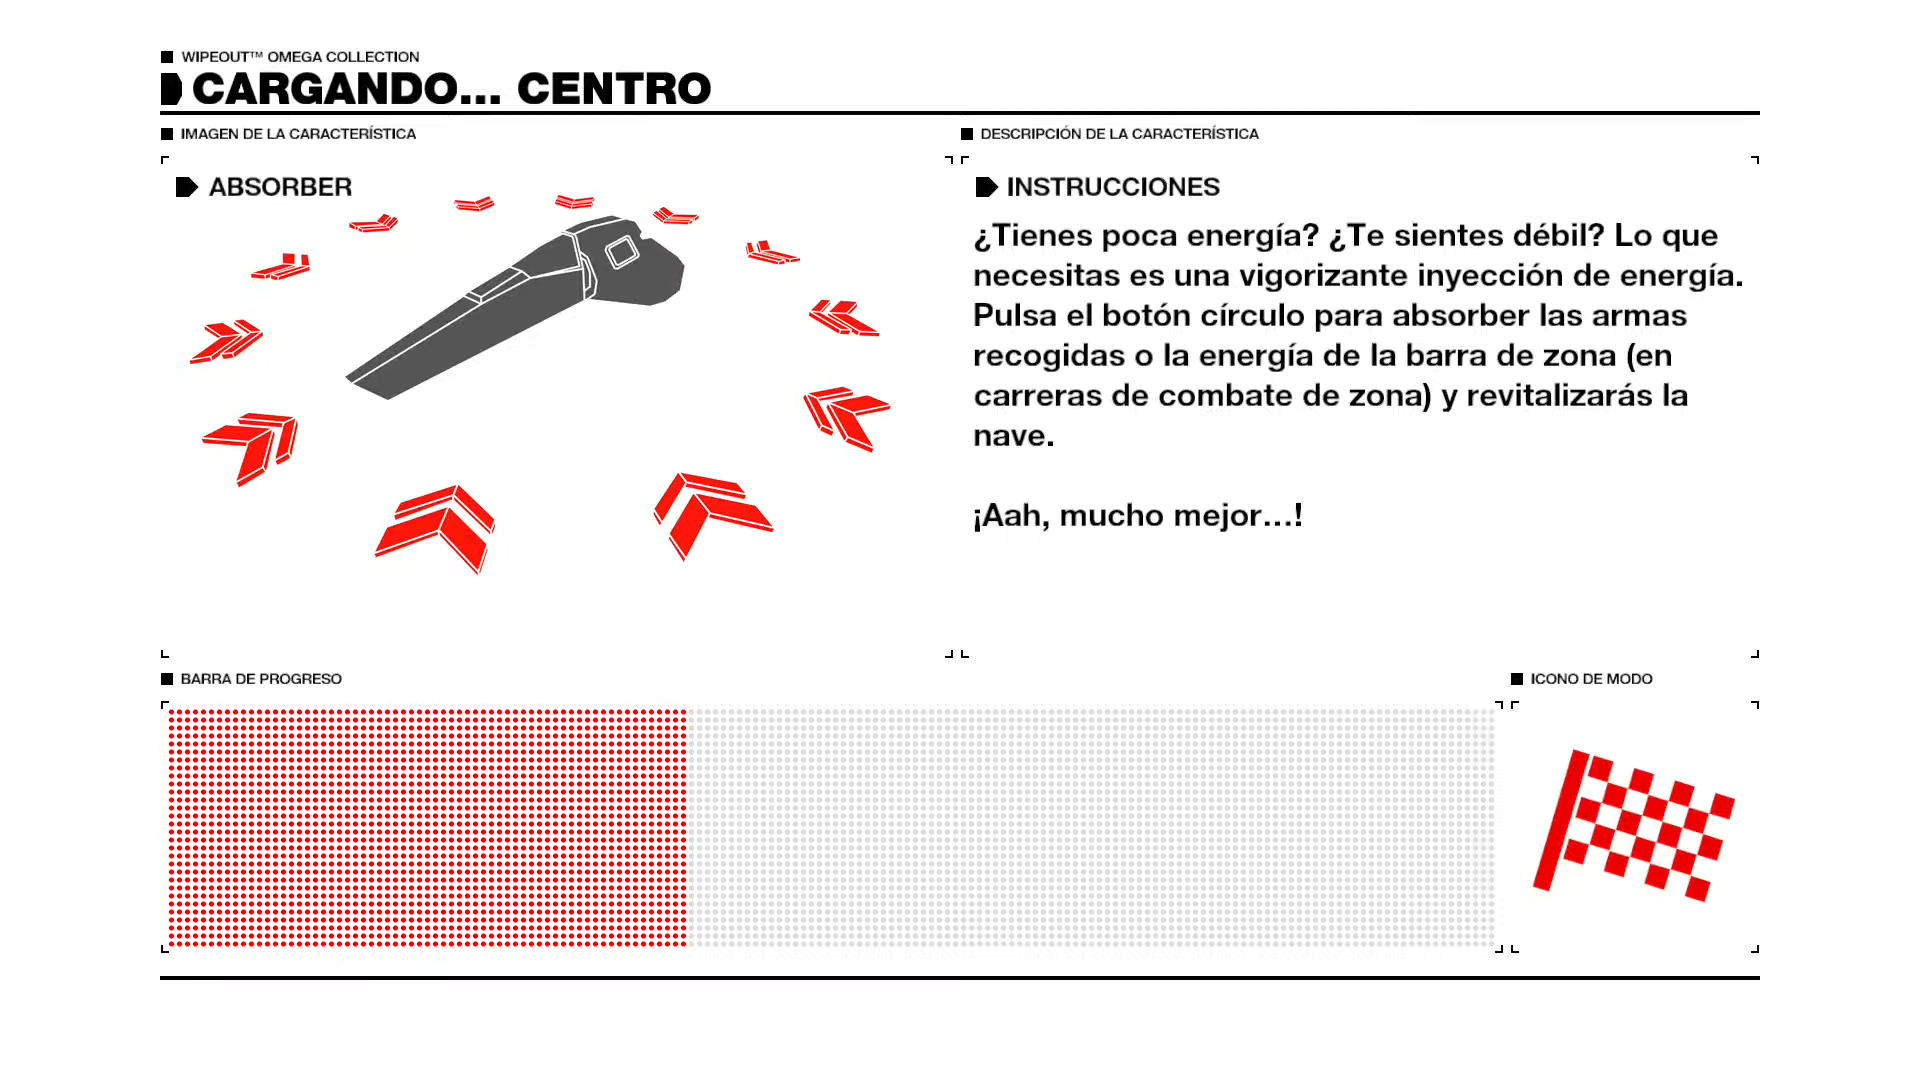 WIPEOUT™ OMEGA COLLECTION
CARGANDO... CENTRO
IMAGEN DE LA CARACTERÍSTICA
ABSORBER
DESCRIPCIÓN DE LA CARACTERÍSTICA
INSTRUCCIONES
¿Tienes poca energía? ¿Te sientes débil? Lo que
necesitas es una vigorizante inyección de energía.
Pulsa el botón círculo para absorber las armas
recogidas o la energía de la barra de zona (en
carreras de combate de zona) y revitalizarás la
nave.
¡Aah, mucho mejor...!
BARRA DE PROGRESO
ICONO DE MODO